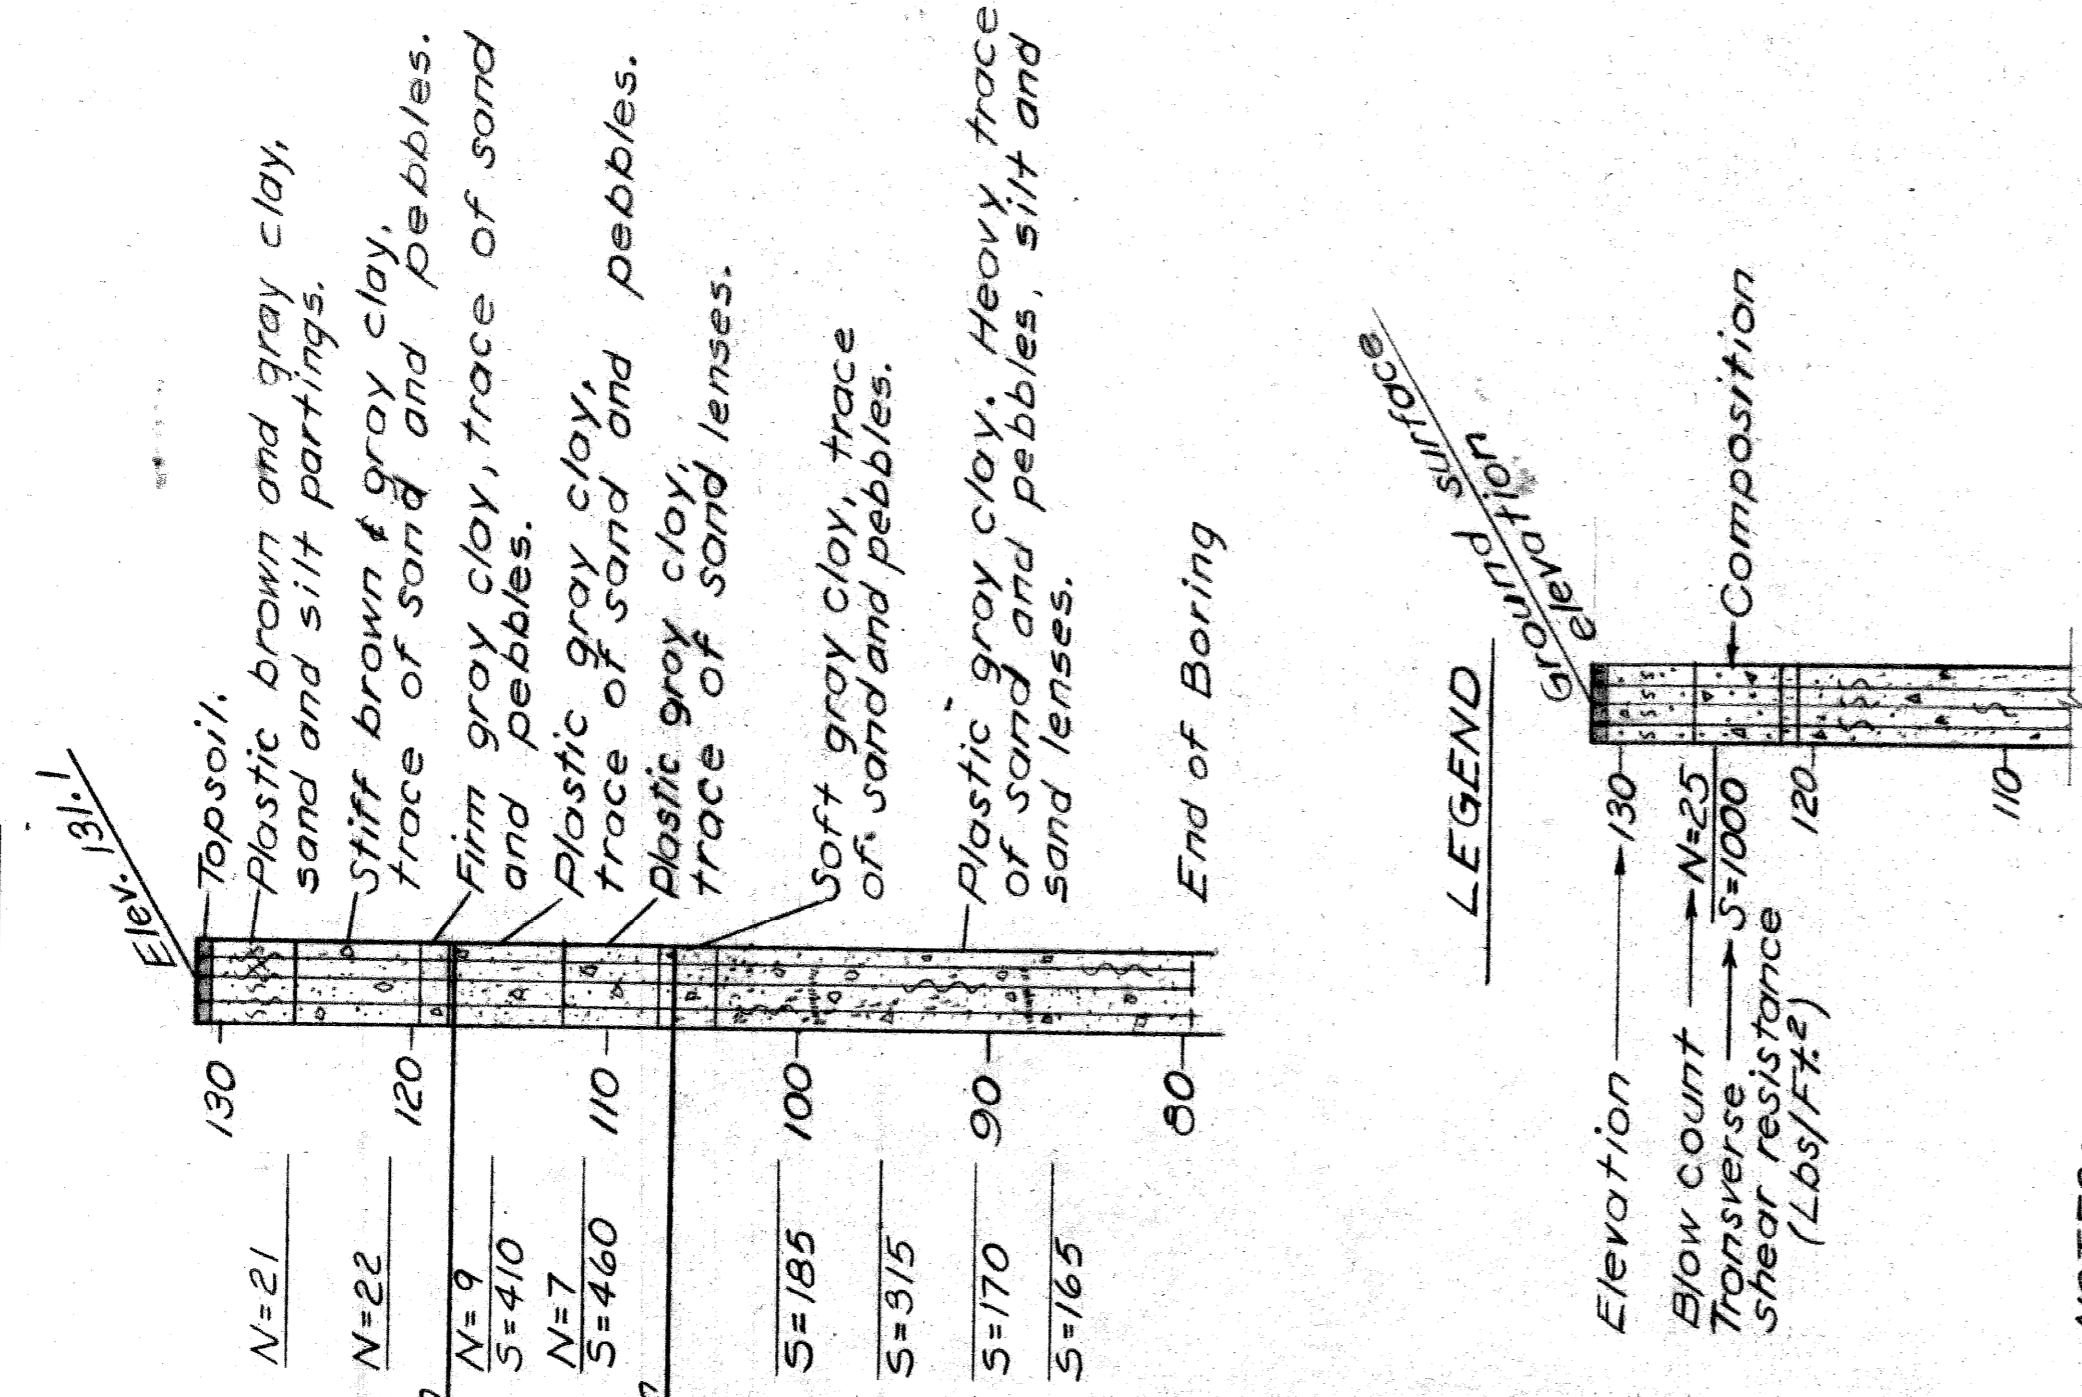 Elev. 131.1
Topsoil.
Plastic brown and gray clay,
sand and silt partings.
Stiff brown & gray clay,
trace of sand and pebbles.
Firm gray clay, trace of sand
and pebbles.
Plastic gray clay,
trace of sand and pebbles.
Plastic gray clay,
trace of sand lenses.
Soft gray clay, trace
of sand and pebbles.
Plastic gray clay. Heavy trace
of sand and pebbles, silt and
sand lenses.
End of Boring
130
120
110
100
90
80
N=21
N=22
N=9
S=410
N=7
S=460
S=185
S=315
S=170
S=165
LEGEND
Ground surface
elevation
Composition
Elevation
130
Blow count
N=25
Transverse
S=1000
shear resistance
(Lbs/Ft.²)
120
110